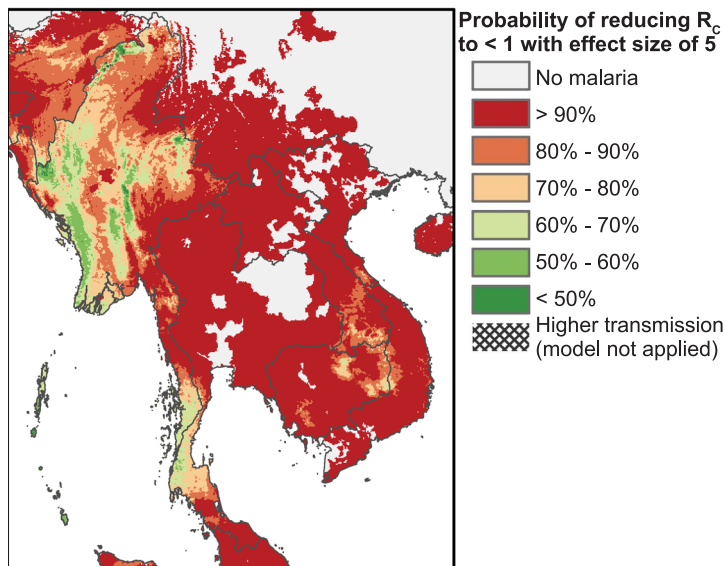 Probability of reducing Rc
to < 1 with effect size of 5
No malaria
> 90%
80% - 90%
70% - 80%
60% - 70%
50% - 60%
< 50%
Higher transmission
(model not applied)